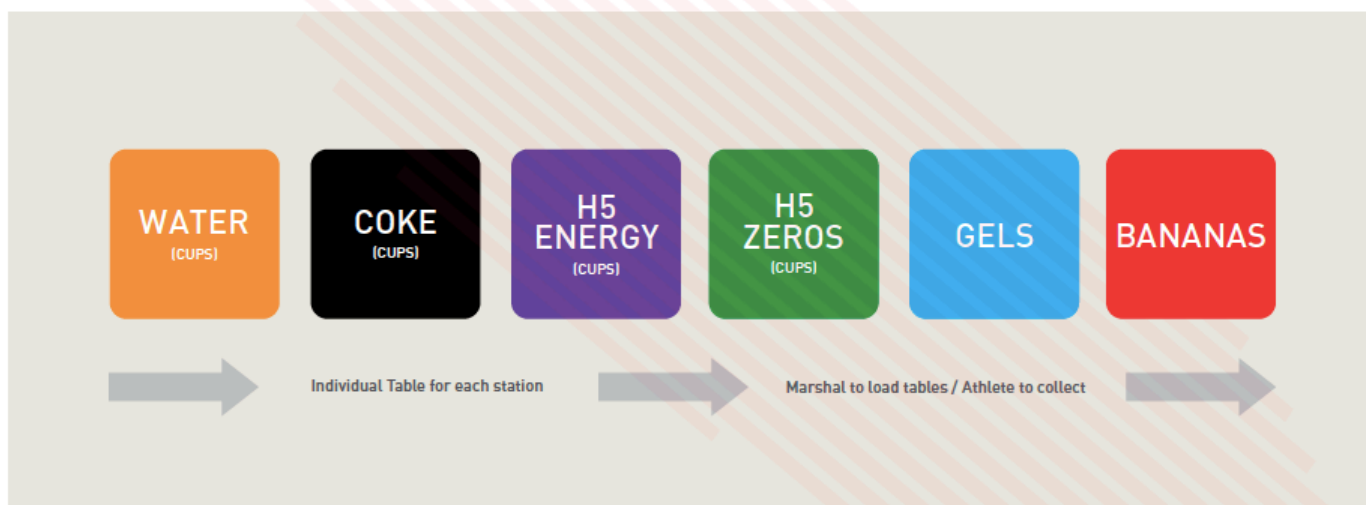 WATER
(CUPS)
COKE
(CUPS)
H5
ENERGY
(CUPS)
H5
ZEROS
(CUPS)
GELS
BANANAS
Individual Table for each station
Marshal to load tables / Athlete to collect